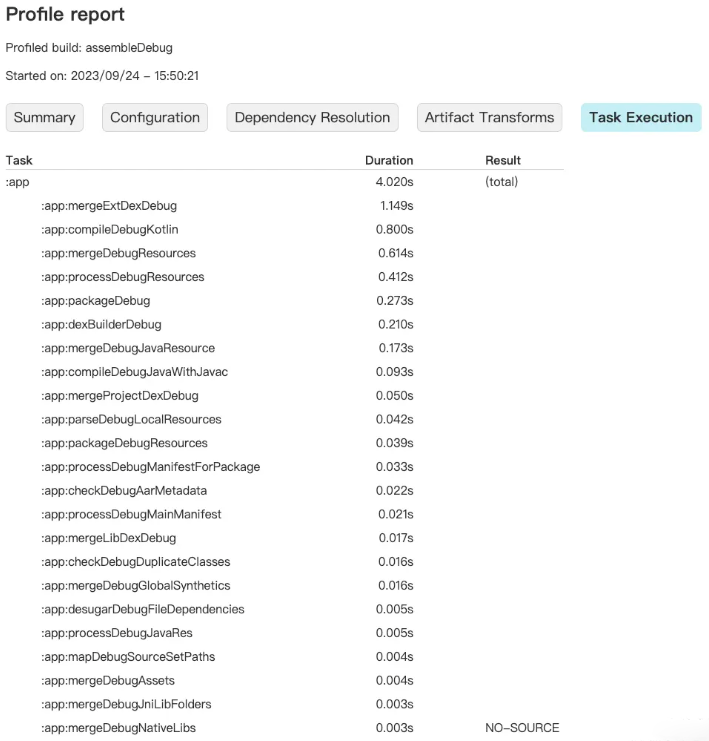 Profile report
Profiled build: assembleDebug
Started on: 2023/09/24 – 15:50:21
Summary Configuration Dependency Resolution Artifact Transforms Task Execution
Task Duration Result
:app 4.020s (total)
:app:mergeExtDexDebug 1.149s
:app:compileDebugKotlin 0.800s
:app:mergeDebugResources 0.614s
:app:processDebugResources 0.412s
:app:packageDebug 0.273s
:app:dexBuilderDebug 0.210s
:app:mergeDebugJavaResource 0.173s
:app:compileDebugJavaWithJavac 0.093s
:app:mergeProjectDexDebug 0.050s
:app:parseDebugLocalResources 0.042s
:app:packageDebugResources 0.039s
:app:processDebugManifestForPackage 0.033s
:app:checkDebugAarMetadata 0.022s
:app:processDebugMainManifest 0.021s
:app:mergeLibDexDebug 0.017s
:app:checkDebugDuplicateClasses 0.016s
:app:mergeDebugGlobalSynthetics 0.016s
:app:desugarDebugFileDependencies 0.005s
:app:processDebugJavaRes 0.005s
:app:mapDebugSourceSetPaths 0.004s
:app:mergeDebugAssets 0.004s
:app:mergeDebugJniLibFolders 0.003s
:app:mergeDebugNativeLibs 0.003s NO–SOURCE